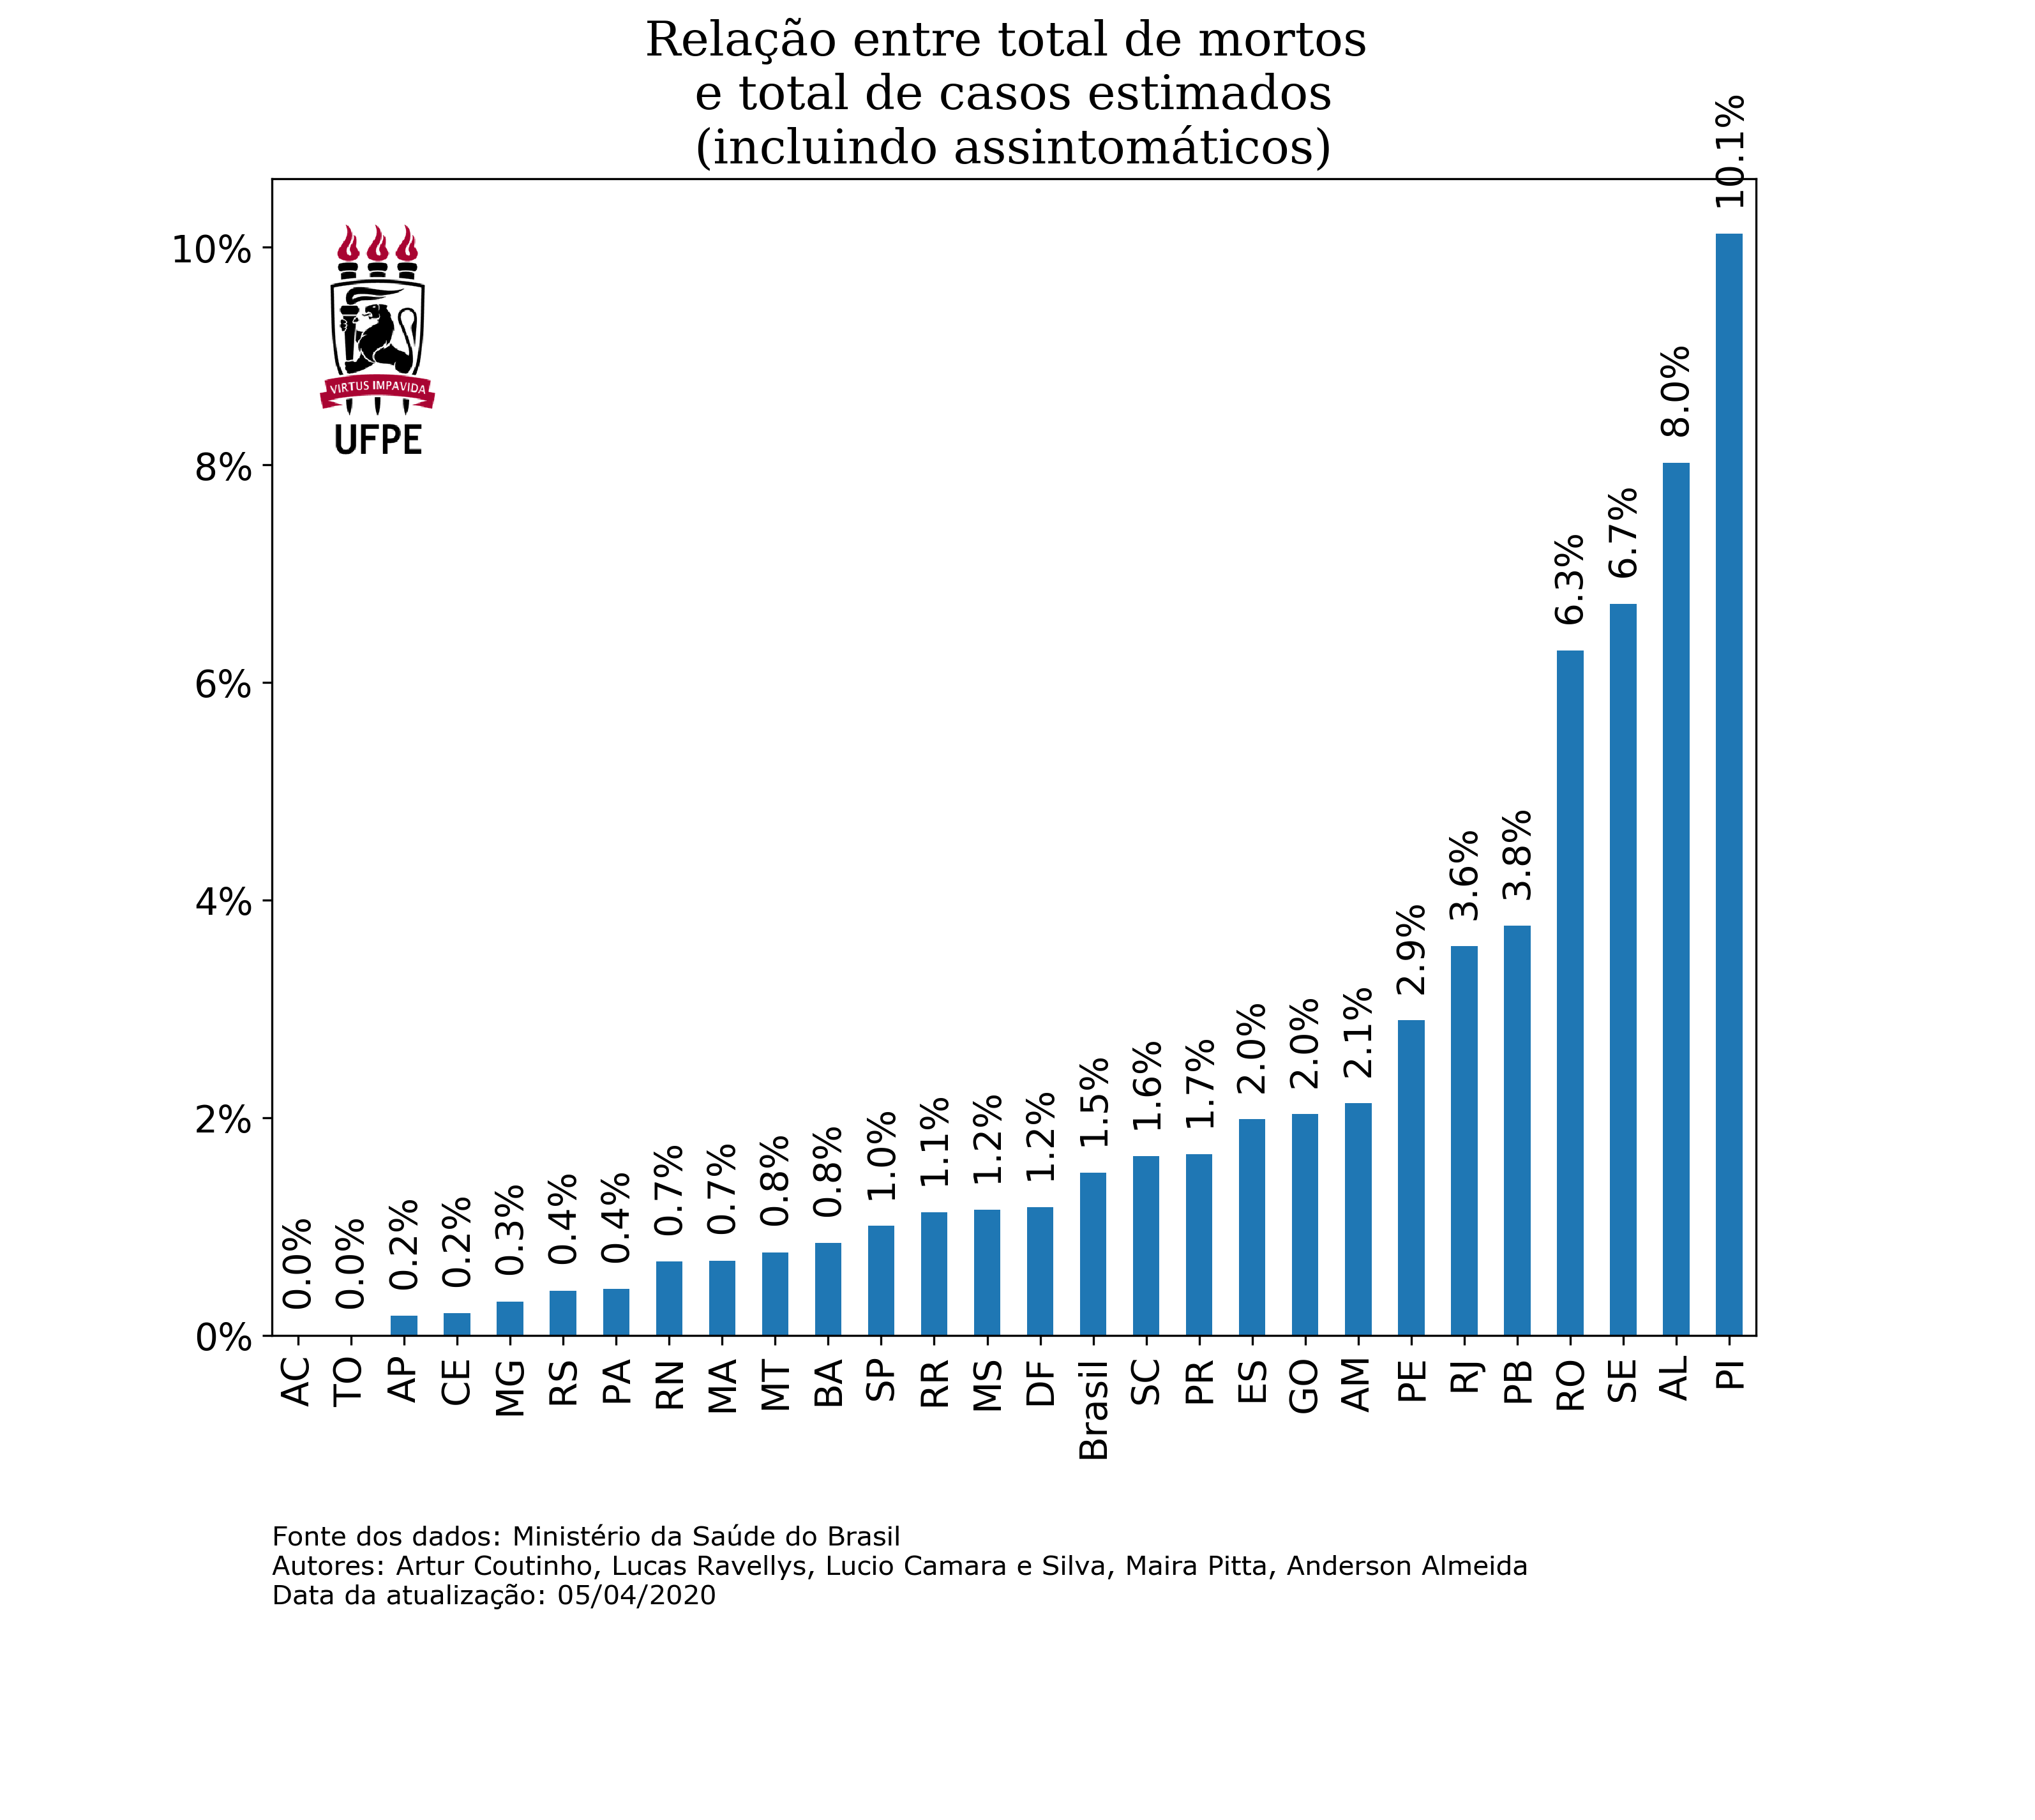 Relação entre total de mortos
e total de casos estimados
(incluindo assintomáticos)
10.1%
10%
VIRTUS IMPAVIDA
UFPE
8.0%
8%
6.7%
6.3%
6%
3.8%
3.6%
4%
2.9%
2.1%
2.0%
2.0%
1.7%
1.6%
1.5%
2%
1.2%
1.2%
1.1%
1.0%
0.8%
0.8%
0.7%
0.7%
0.4%
0.4%
0.3%
0.2%
0.2%
0.0%
0.0%
0%
AC
TO
AP
CE
MG
RS
PA
RN
MA
MT
BA
SP
RR
MS
DF
Brasil
SC
PR
ES
GO
AM
PE
RJ
PB
RO
SE
AL
PI
Fonte dos dados: Ministério da Saúde do Brasil
Autores: Artur Coutinho, Lucas Ravellys, Lucio Camara e Silva, Maira Pitta, Anderson Almeida
Data da atualização: 05/04/2020